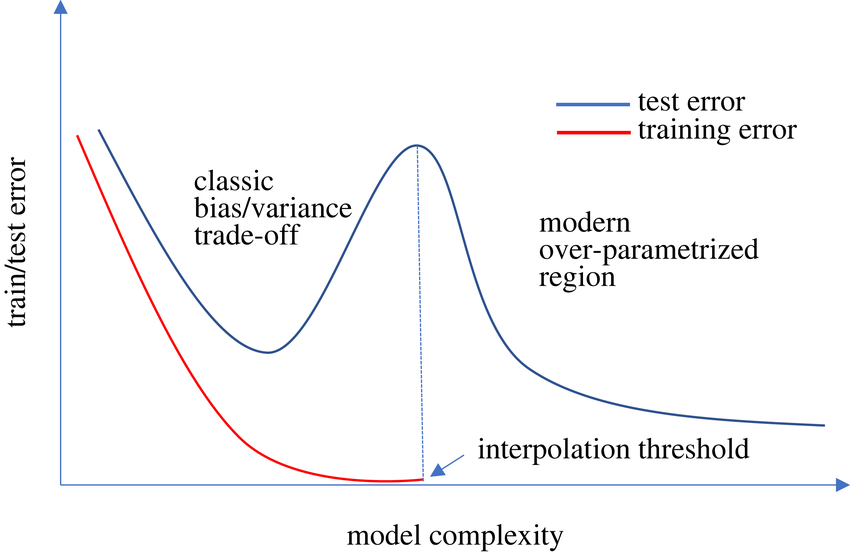 test error
training error
classic
bias/variance
trade-off
modern
over-parametrized
region
train/test error
interpolation threshold
model complexity